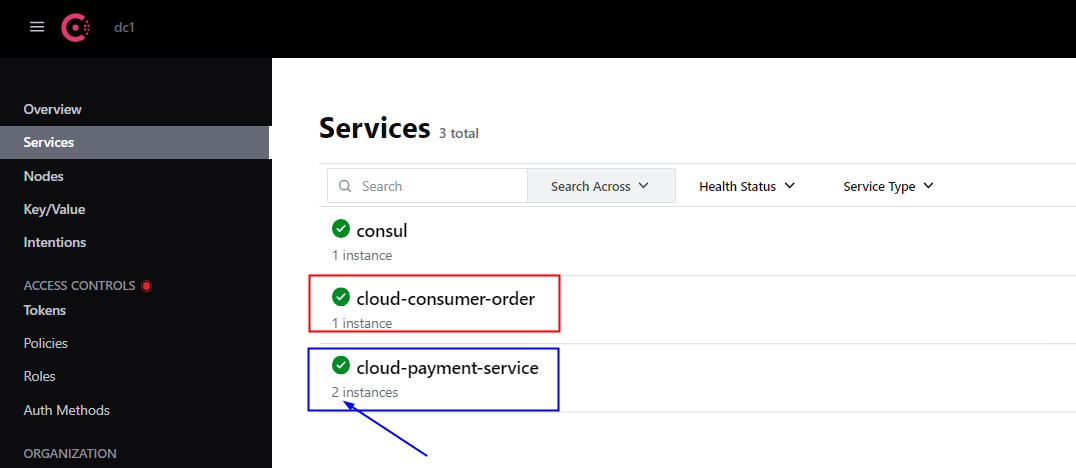 dc1
Overview
Services
Nodes
Key/Value
Intentions
ACCESS CONTROLS
Tokens
Policies
Roles
Auth Methods
ORGANIZATION
Services 3 total
Search Search Across Health Status Service Type
consul
1 instance
cloud-consumer-order
1 instance
cloud-payment-service
2 instances